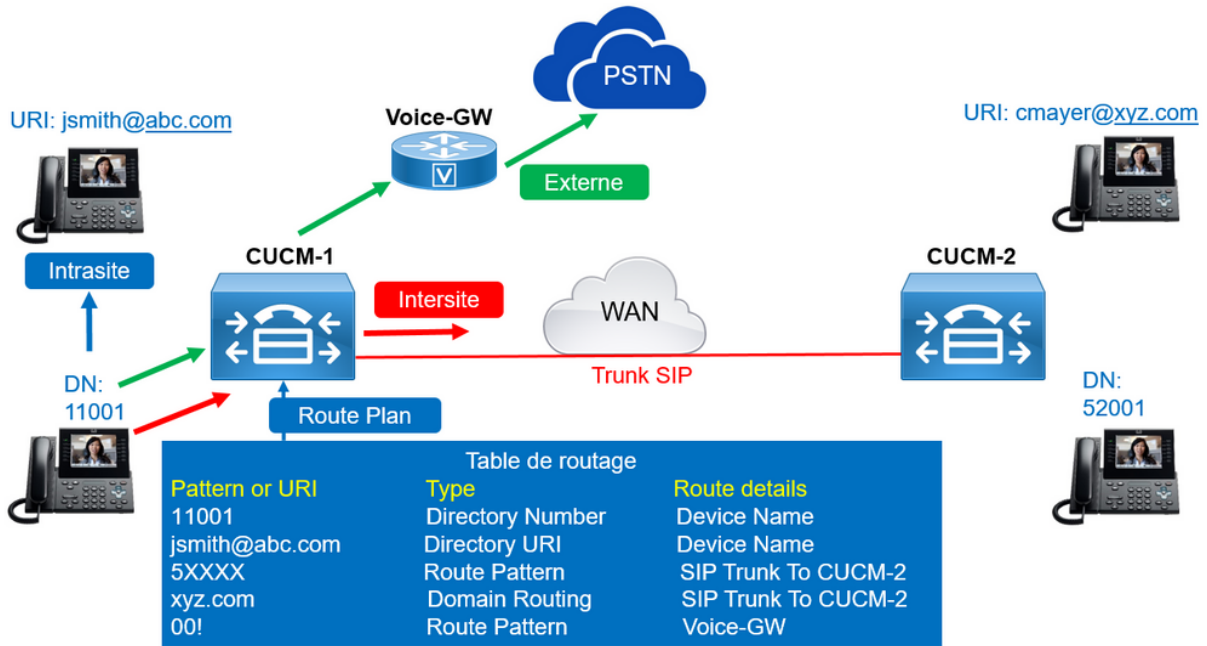 PSTN
Voice-GW
URI: jsmith@abc.com
URI: cmayer@xyz.com
V
Externe
CUCM-1
CUCM-2
Intrasite
Intersite
WAN
Trunk SIP
DN:
11001
DN:
52001
Route Plan
Table de routage
Pattern or URI Type Route details
11001 Directory Number Device Name
jsmith@abc.com Directory URI Device Name
5XXXX Route Pattern SIP Trunk To CUCM-2
xyz.com Domain Routing SIP Trunk To CUCM-2
00! Route Pattern Voice-GW